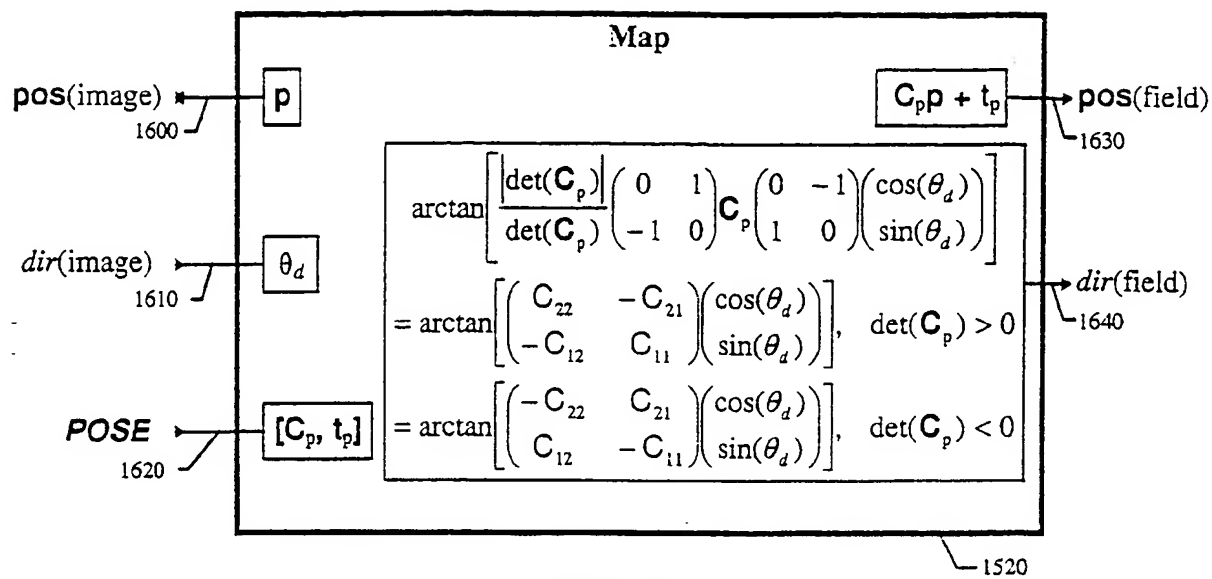 Map
pos(image) p C_p p + t_p pos(field)
1600 1630
arctan[ |det(C_p)| / det(C_p) ( 0 1 ; -1 0 ) C_p ( 0 -1 ; 1 0 ) ( cos(θ_d) ; sin(θ_d) ) ]
dir(image) θ_d dir(field)
1610 1640
= arctan[ ( C_22 -C_21 ; -C_12 C_11 ) ( cos(θ_d) ; sin(θ_d) ) ], det(C_p) > 0
POSE [C_p, t_p]
1620
= arctan[ ( -C_22 C_21 ; C_12 -C_11 ) ( cos(θ_d) ; sin(θ_d) ) ], det(C_p) < 0
1520